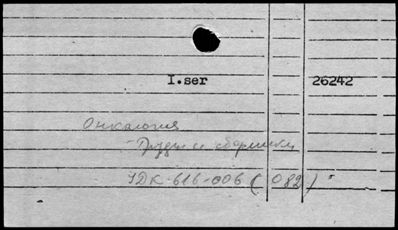 I.ser 26242
Онкология
Труды и сборники
УДК-616-006 (082)